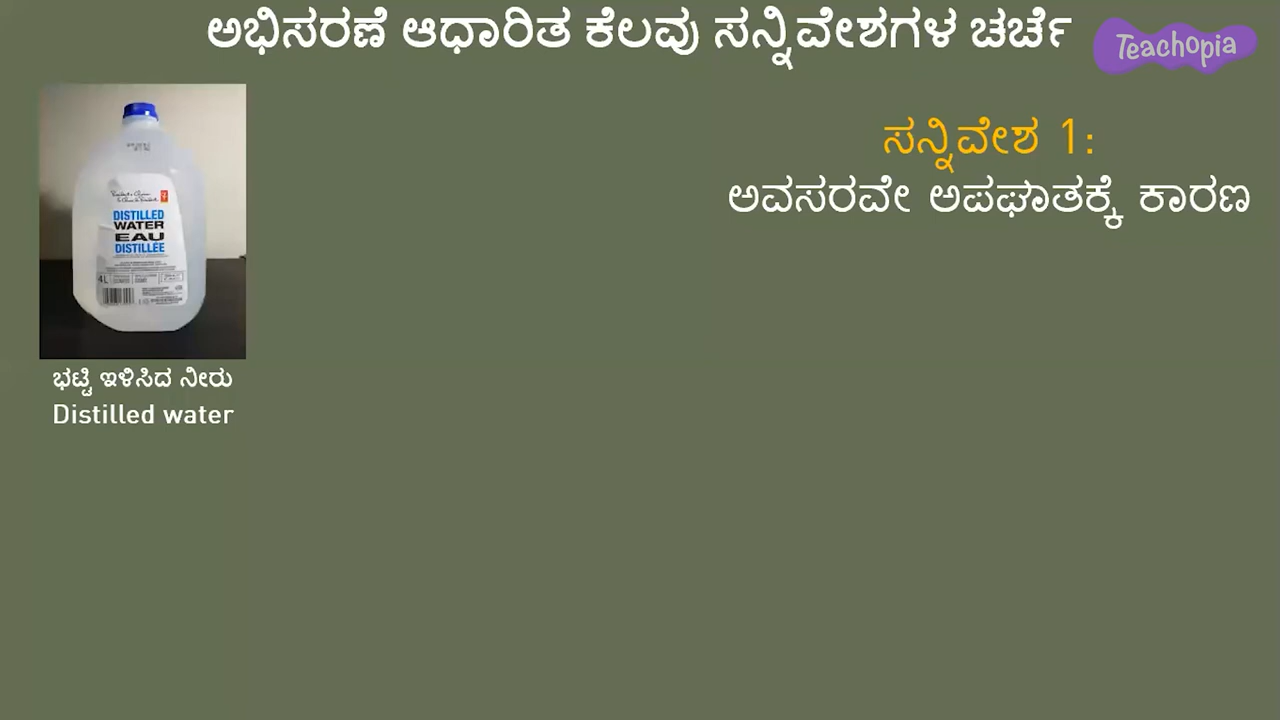 ಅಭಿಸರಣೆ ಆಧಾರಿತ ಕೆಲವು ಸನ್ನಿವೇಶಗಳ ಚರ್ಚೆ
Teachopia
ಸನ್ನಿವೇಶ 1:
ಅವಸರವೇ ಅಪಘಾತಕ್ಕೆ ಕಾರಣ
DISTILLED
WATER
EAU
DISTILLÉE
4L
ಭಟ್ಟಿ ಇಳಿಸಿದ ನೀರು
Distilled water